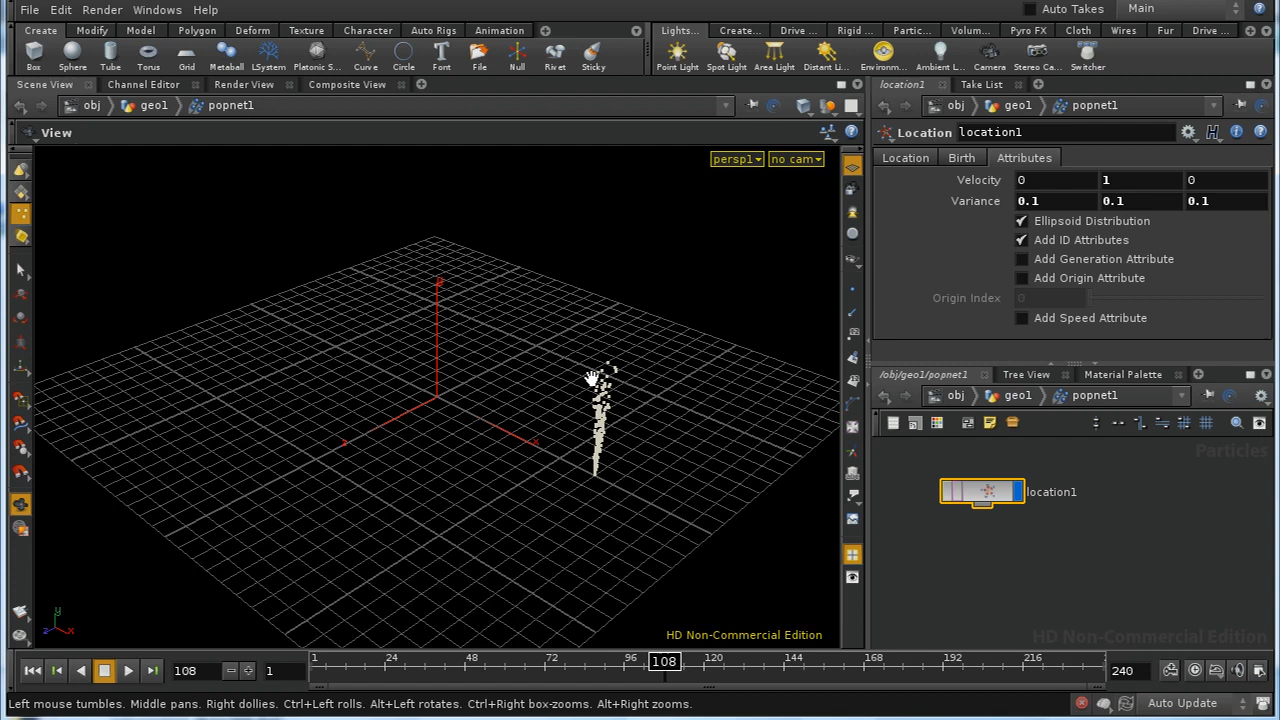 File Edit Render Windows Help
Auto Takes Main
Create Modify Model Polygon Deform Texture Character Auto Rigs Animation
Lights... Create... Drive ... Rigid ... Partic... Volum... Pyro FX Cloth Wires Fur Drive ...
Box Sphere Tube Torus Grid Metaball LSystem Platonic S... Curve Circle Font File Null Rivet Sticky
Point Light Spot Light Area Light Distant Li... Environm... Ambient L... Camera Stereo Ca... Switcher
Scene View Channel Editor Render View Composite View
location1 Take List
obj geo1 popnet1
obj geo1 popnet1
View
Location location1
persp1 no cam
Location Birth Attributes
Velocity 0 1 0
Variance 0.1 0.1 0.1
Ellipsoid Distribution
Add ID Attributes
Add Generation Attribute
Add Origin Attribute
Origin Index 0
Add Speed Attribute
/obj/geo1/popnet1 Tree View Material Palette
obj geo1 popnet1
Particles
location1
y
z x
HD Non-Commercial Edition
HD Non-Commercial Edition
108 1
1 24 48 72 96 108 120 144 168 192 216
240
Left mouse tumbles. Middle pans. Right dollies. Ctrl+Left rolls. Alt+Left rotates. Ctrl+Right box-zooms. Alt+Right zooms.
Auto Update